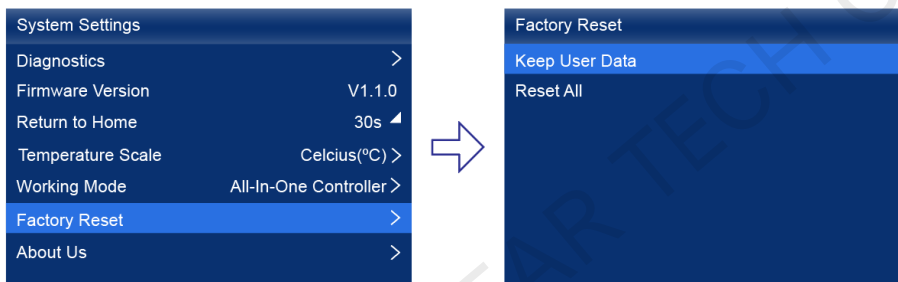 System Settings
Diagnostics >
Firmware Version V1.1.0
Return to Home 30s
Temperature Scale Celcius(ºC) >
Working Mode All-In-One Controller >
Factory Reset >
About Us >
Factory Reset
Keep User Data
Reset All